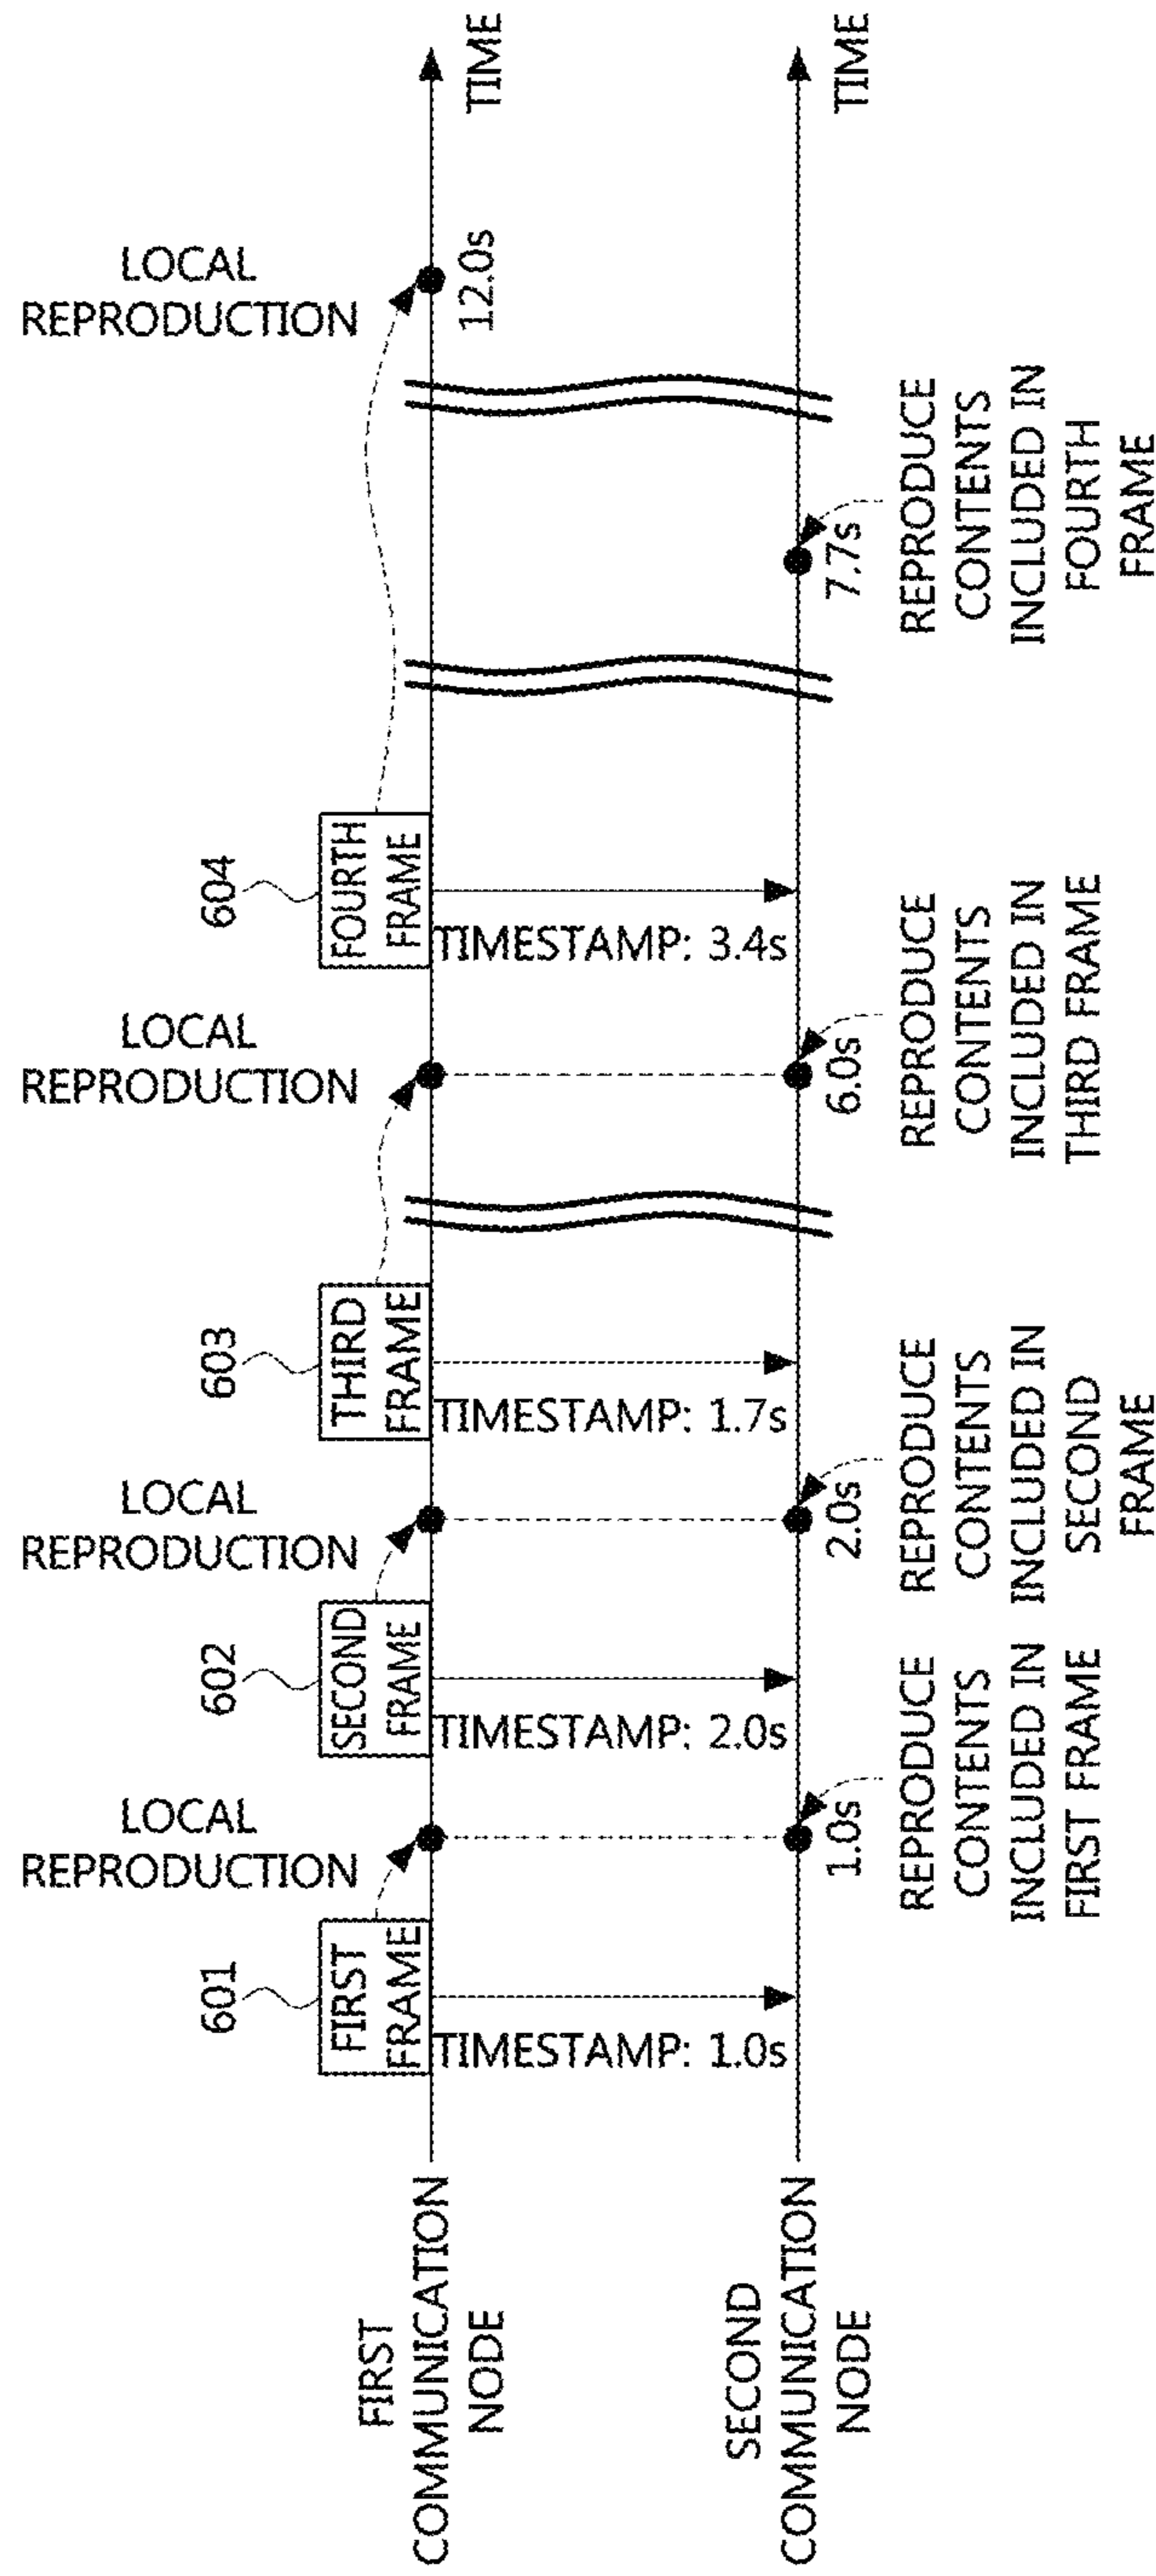 LOCAL
REPRODUCTION
LOCAL
REPRODUCTION
LOCAL
REPRODUCTION
LOCAL
REPRODUCTION
601
602
603
604
FIRST
FRAME
SECOND
FRAME
THIRD
FRAME
FOURTH
FRAME
FIRST
COMMUNICATION
NODE
12.0s
TIME
TIMESTAMP: 1.0s
TIMESTAMP: 2.0s
TIMESTAMP: 1.7s
TIMESTAMP: 3.4s
SECOND
COMMUNICATION
NODE
1.0s
2.0s
6.0s
7.7s
TIME
REPRODUCE
CONTENTS
INCLUDED IN
FIRST FRAME
REPRODUCE
CONTENTS
INCLUDED IN
SECOND
FRAME
REPRODUCE
CONTENTS
INCLUDED IN
THIRD FRAME
REPRODUCE
CONTENTS
INCLUDED IN
FOURTH
FRAME